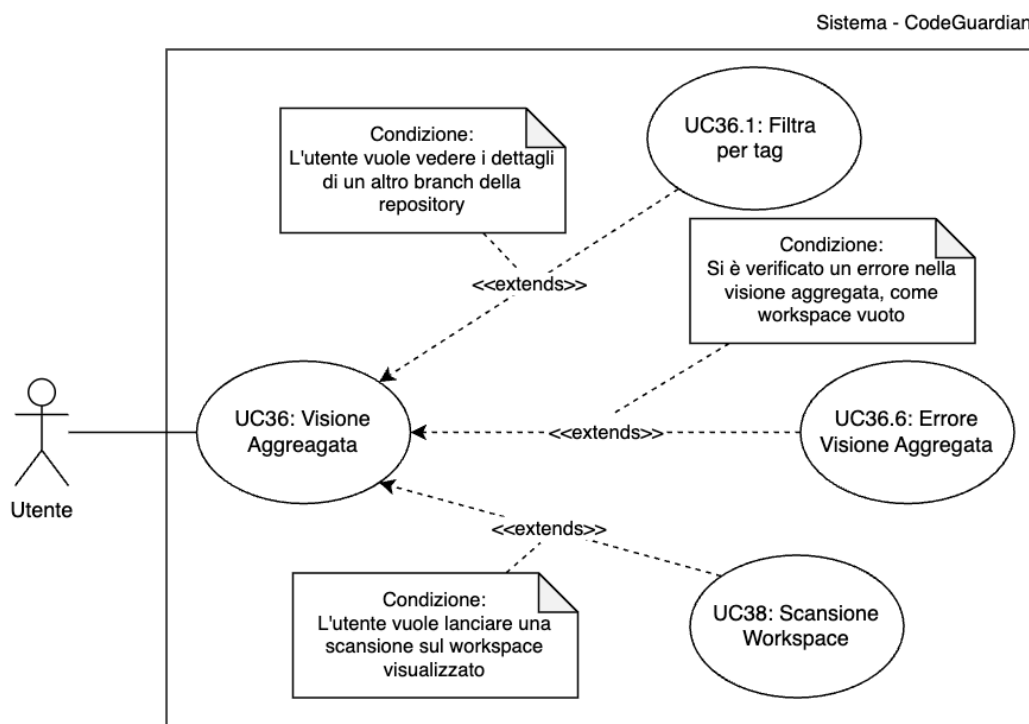 Sistema - CodeGuardian
Condizione:
L'utente vuole vedere i dettagli
di un altro branch della
repository
UC36.1: Filtra
per tag
<<extends>>
Condizione:
Si è verificato un errore nella
visione aggregata, come
workspace vuoto
UC36: Visione
Aggreagata
<<extends>>
UC36.6: Errore
Visione Aggregata
Utente
<<extends>>
Condizione:
L'utente vuole lanciare una
scansione sul workspace
visualizzato
UC38: Scansione
Workspace